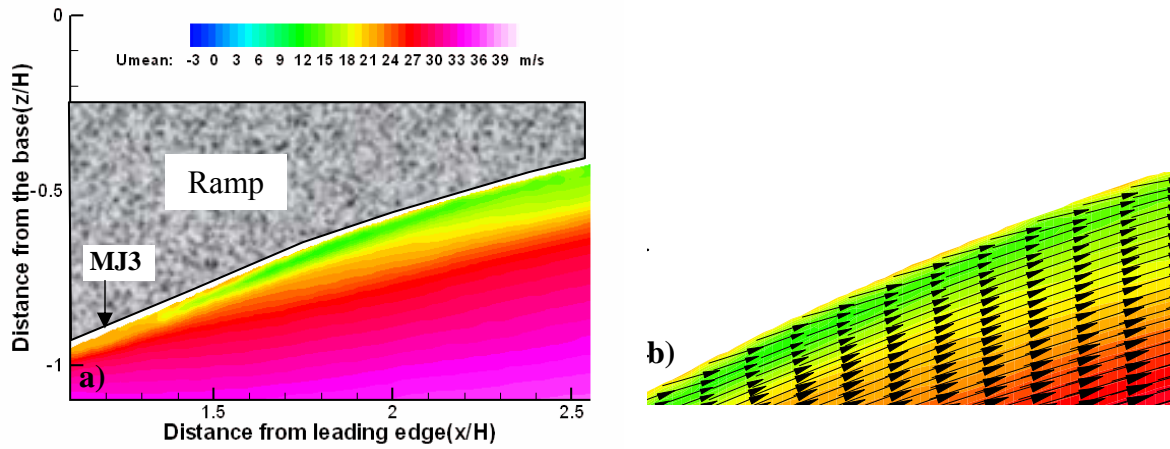 0
Umean: -3 0 3 6 9 12 15 18 21 24 27 30 33 36 39 m/s
Distance from the base(z/H)
Ramp
-0.5
MJ3
-1
a)
1.5 2 2.5
Distance from leading edge(x/H)
b)